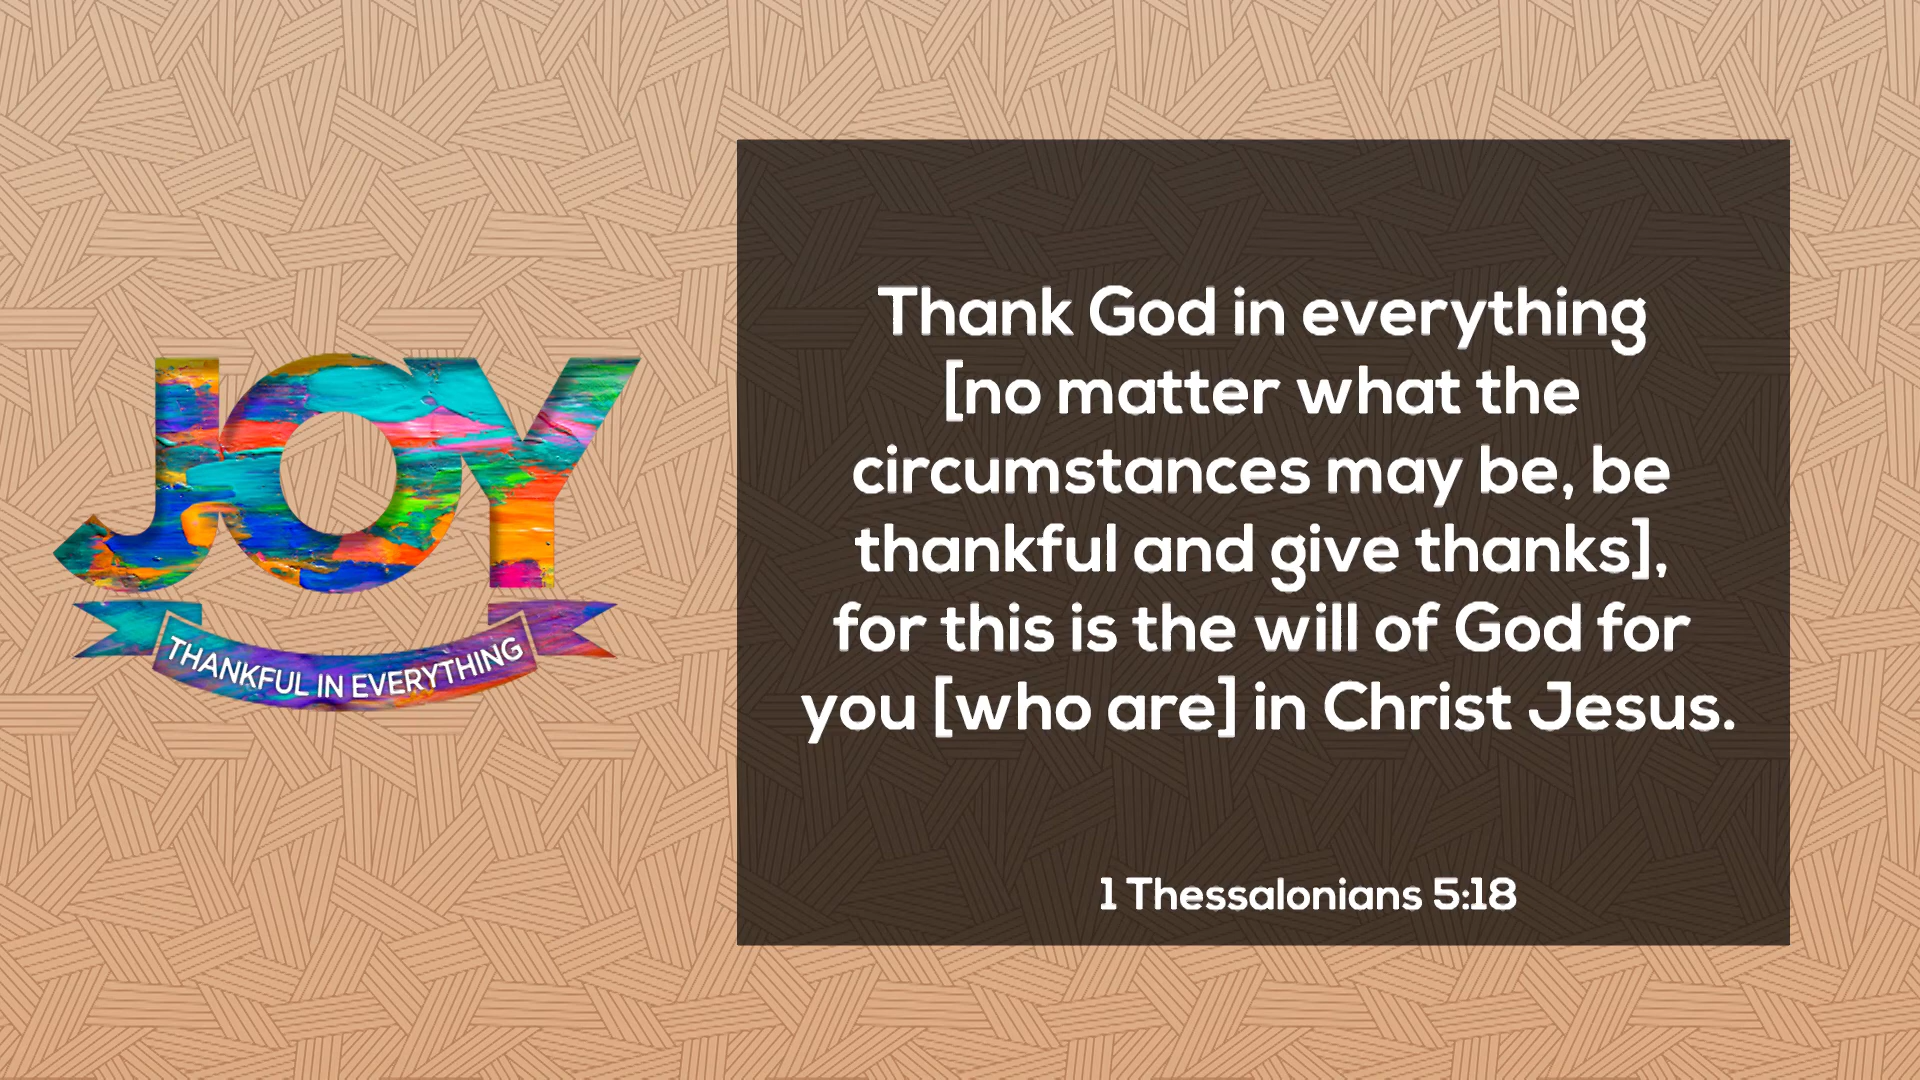 JOY
THANKFUL IN EVERYTHING
Thank God in everything
[no matter what the
circumstances may be, be
thankful and give thanks],
for this is the will of God for
you [who are] in Christ Jesus.
1 Thessalonians 5:18